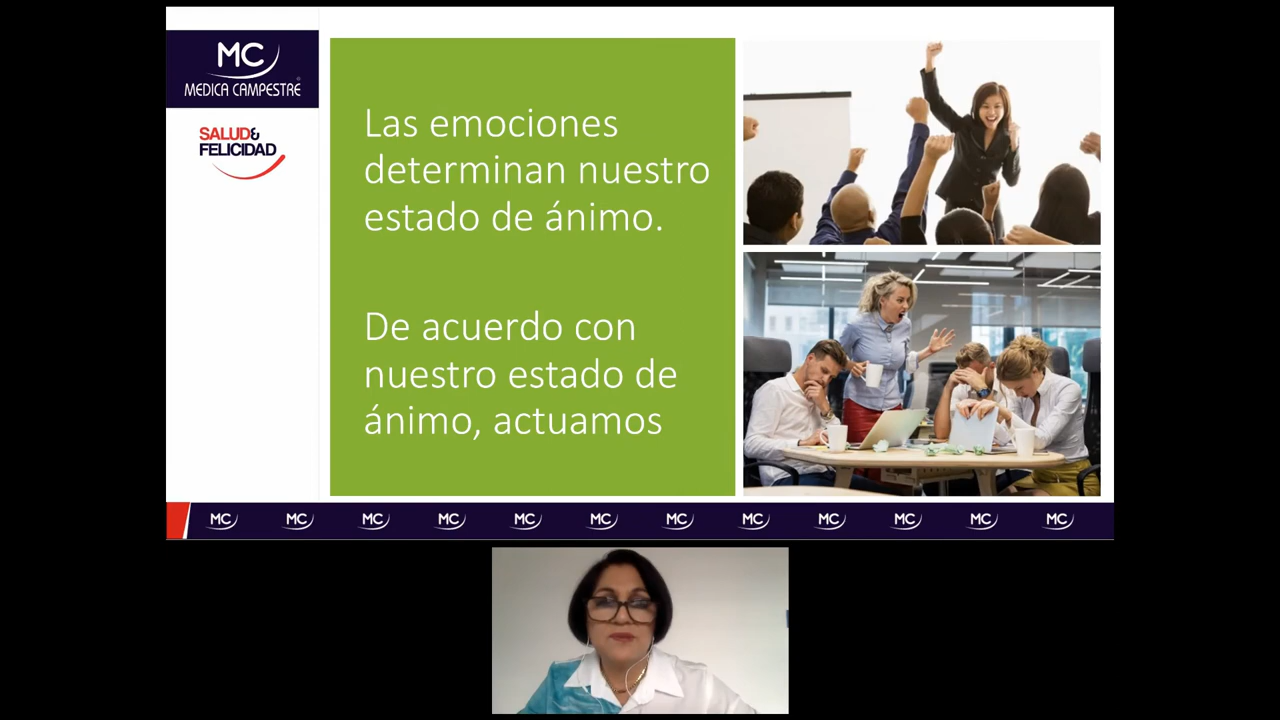 MC
MEDICA CAMPESTRE
SALUD&
FELICIDAD
Las emociones
determinan nuestro
estado de ánimo.
De acuerdo con
nuestro estado de
ánimo, actuamos
MC MC MC MC MC MC MC MC MC MC MC MC